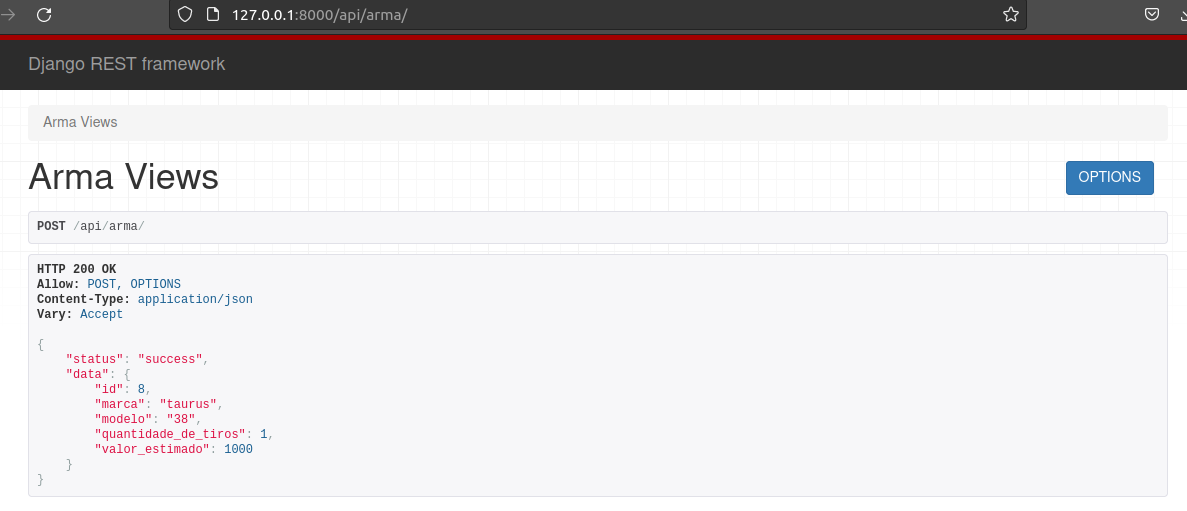 127.0.0.1:8000/api/arma/
Django REST framework
Arma Views
Arma Views
OPTIONS
POST /api/arma/
HTTP 200 OK
Allow: POST, OPTIONS
Content-Type: application/json
Vary: Accept
{
    "status": "success",
    "data": {
        "id": 8,
        "marca": "taurus",
        "modelo": "38",
        "quantidade_de_tiros": 1,
        "valor_estimado": 1000
    }
}